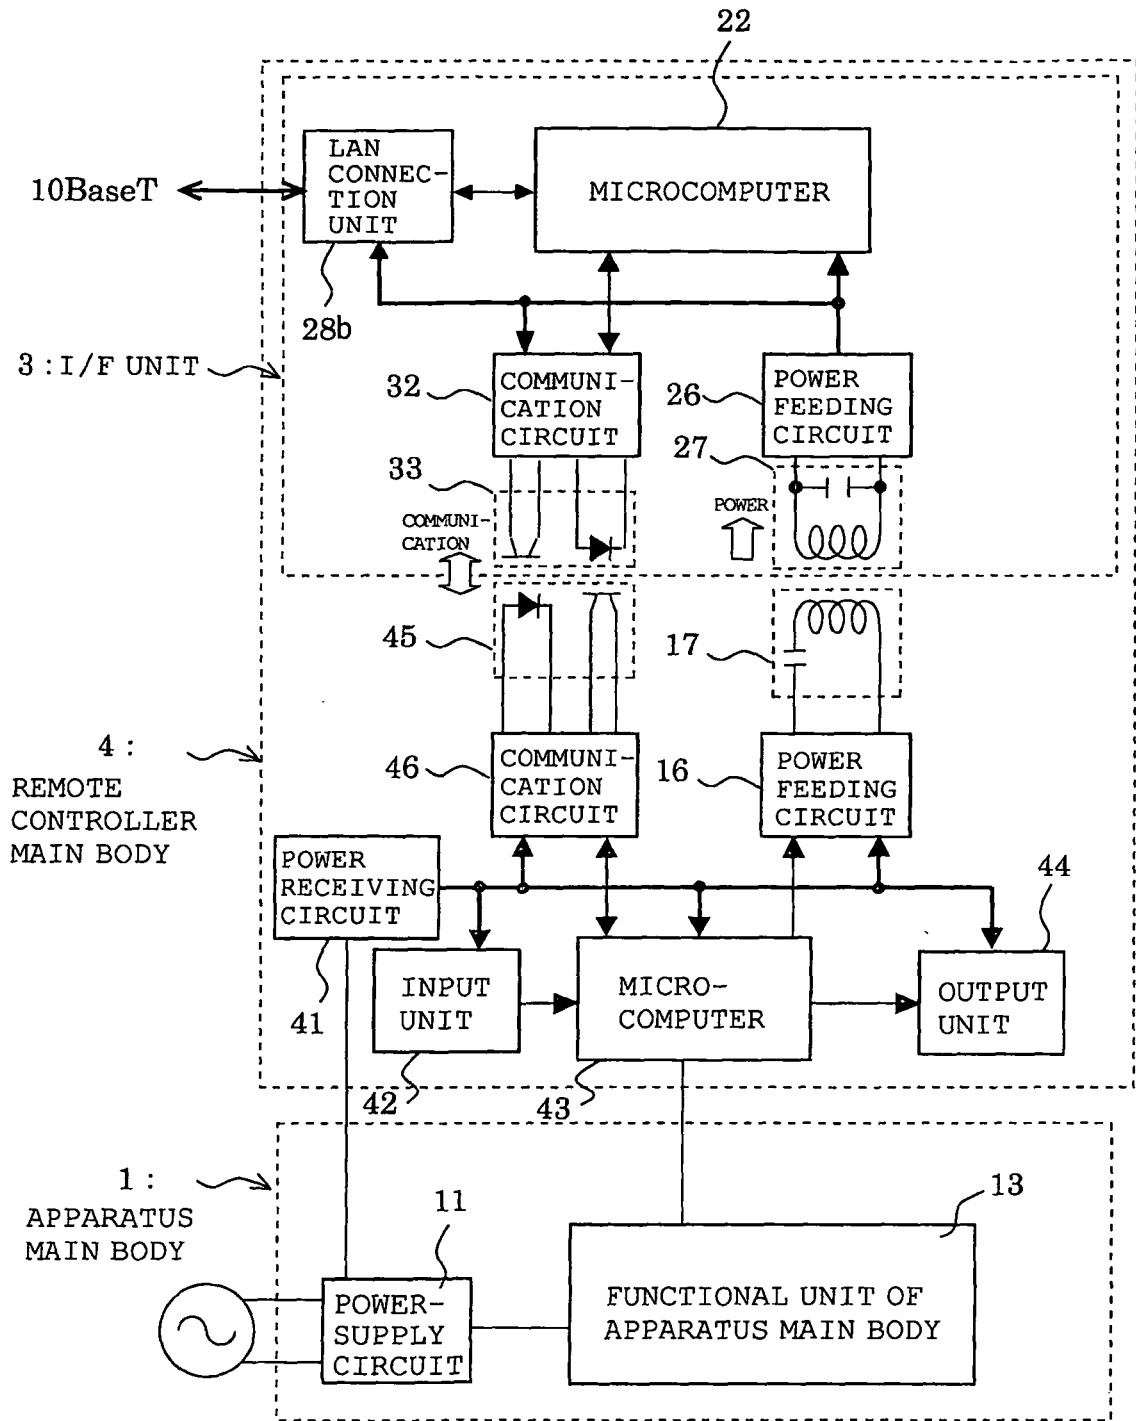 22
LAN
CONNEC-
TION
UNIT
MICROCOMPUTER
10BaseT
28b
3 : I/F UNIT
32
COMMUNI-
CATION
CIRCUIT
26
POWER
FEEDING
CIRCUIT
33
27
COMMUNI-
CATION
POWER
45
17
4 :
REMOTE
CONTROLLER
MAIN BODY
46
COMMUNI-
CATION
CIRCUIT
16
POWER
FEEDING
CIRCUIT
POWER
RECEIVING
CIRCUIT
44
41
INPUT
UNIT
MICRO-
COMPUTER
OUTPUT
UNIT
42
43
1 :
APPARATUS
MAIN BODY
11
13
POWER-
SUPPLY
CIRCUIT
FUNCTIONAL UNIT OF
APPARATUS MAIN BODY